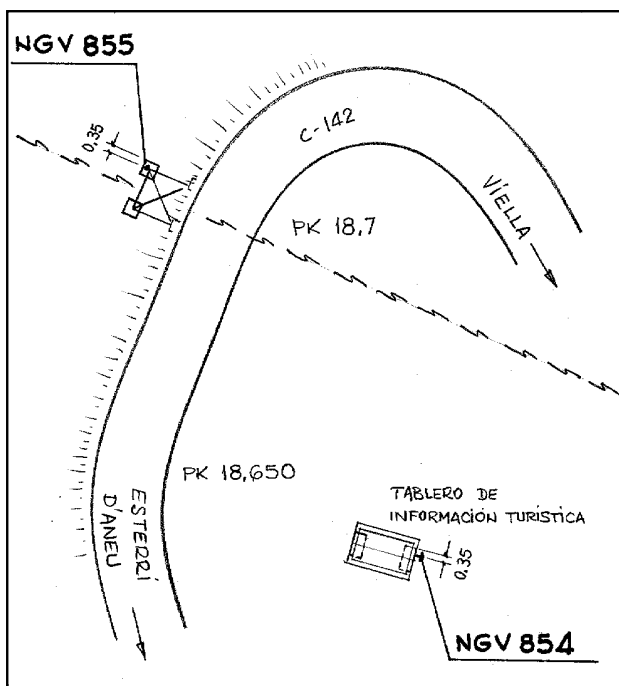 NGV 855
0,35
C-142
VIELLA
PK 18,7
PK 18,650
ESTERRI
D'ANEU
TABLERO DE
INFORMACIÓN TURÍSTICA
0,35
NGV 854